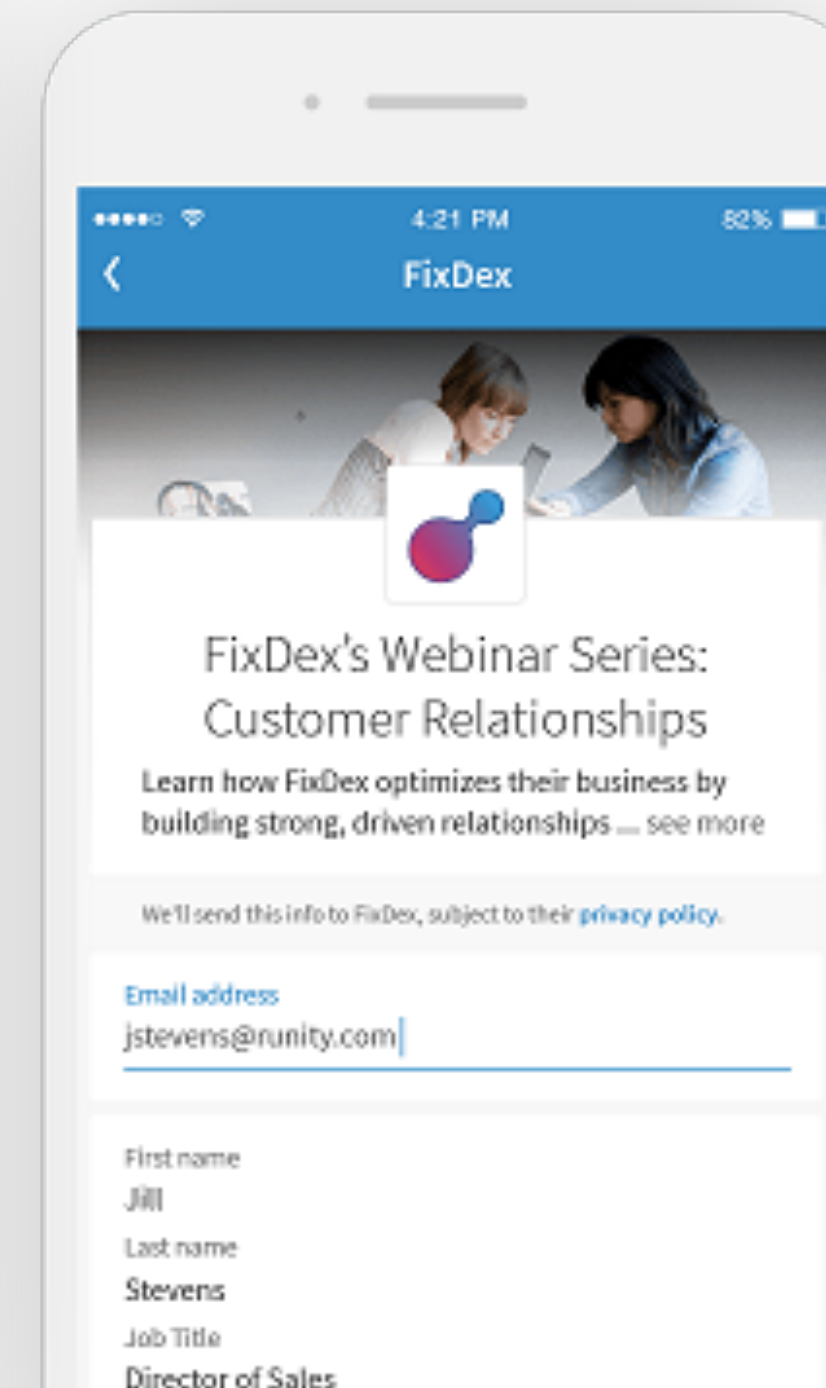 4:21 PM
82%
FixDex
FixDex's Webinar Series:
Customer Relationships
Learn how FixDex optimizes their business by
building strong, driven relationships ... see more
We'll send this info to FixDex, subject to their privacy policy.
Email address
jstevens@runity.com
First name
Jill
Last name
Stevens
Job Title
Director of Sales